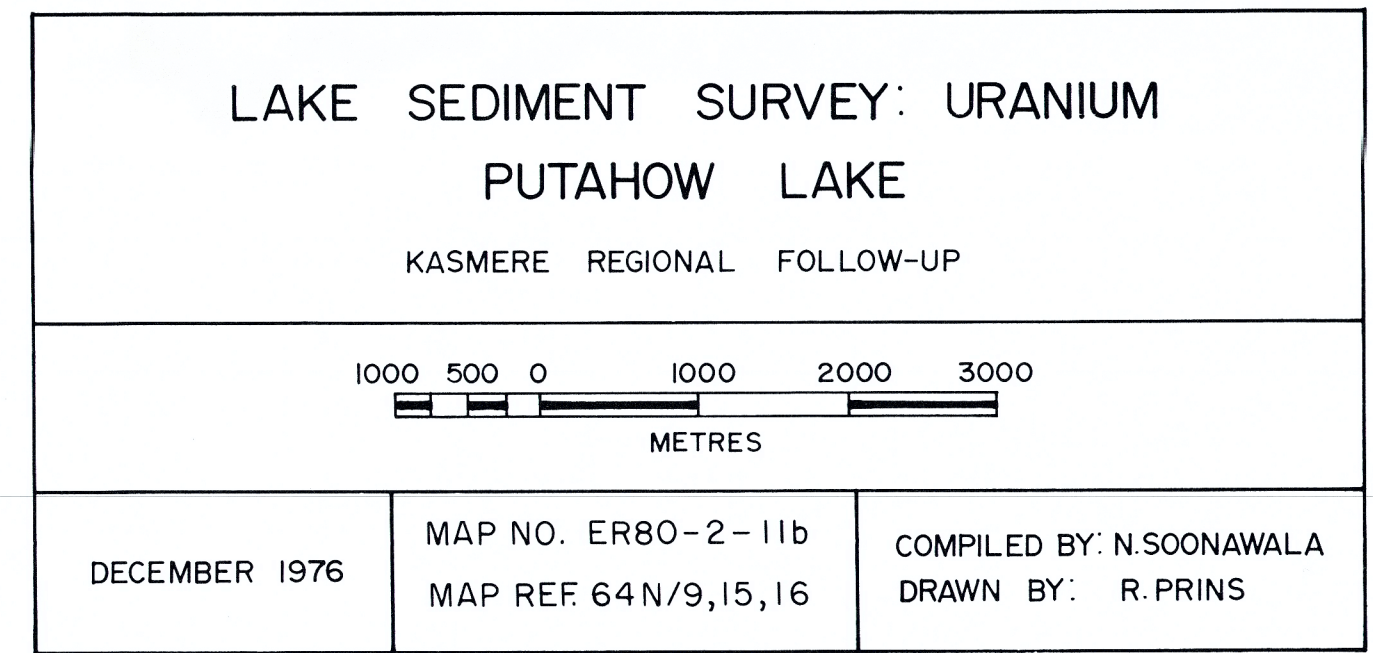 LAKE SEDIMENT SURVEY: URANIUM
PUTAHOW LAKE
KASMERE REGIONAL FOLLOW-UP
1000 500 0 1000 2000 3000
METRES
DECEMBER 1976
MAP NO. ER80-2-11b
MAP REF. 64N/9,15,16
COMPILED BY: N.SOONAWALA
DRAWN BY: R.PRINS